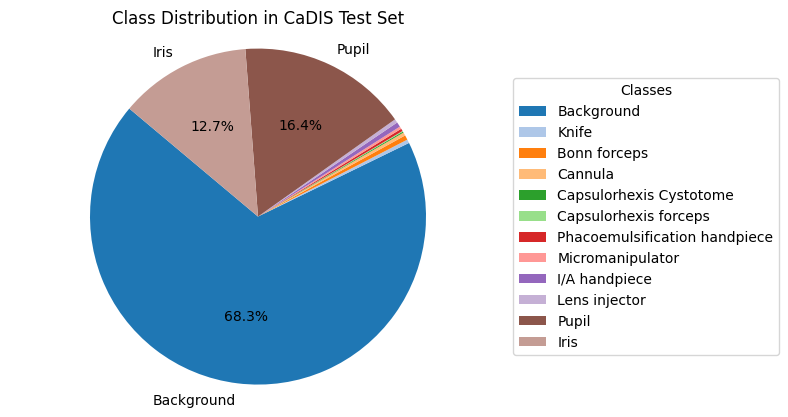 Class Distribution in CaDIS Test Set
Iris
Pupil
12.7%
16.4%
68.3%
Background
Classes
Background
Knife
Bonn forceps
Cannula
Capsulorhexis Cystotome
Capsulorhexis forceps
Phacoemulsification handpiece
Micromanipulator
I/A handpiece
Lens injector
Pupil
Iris